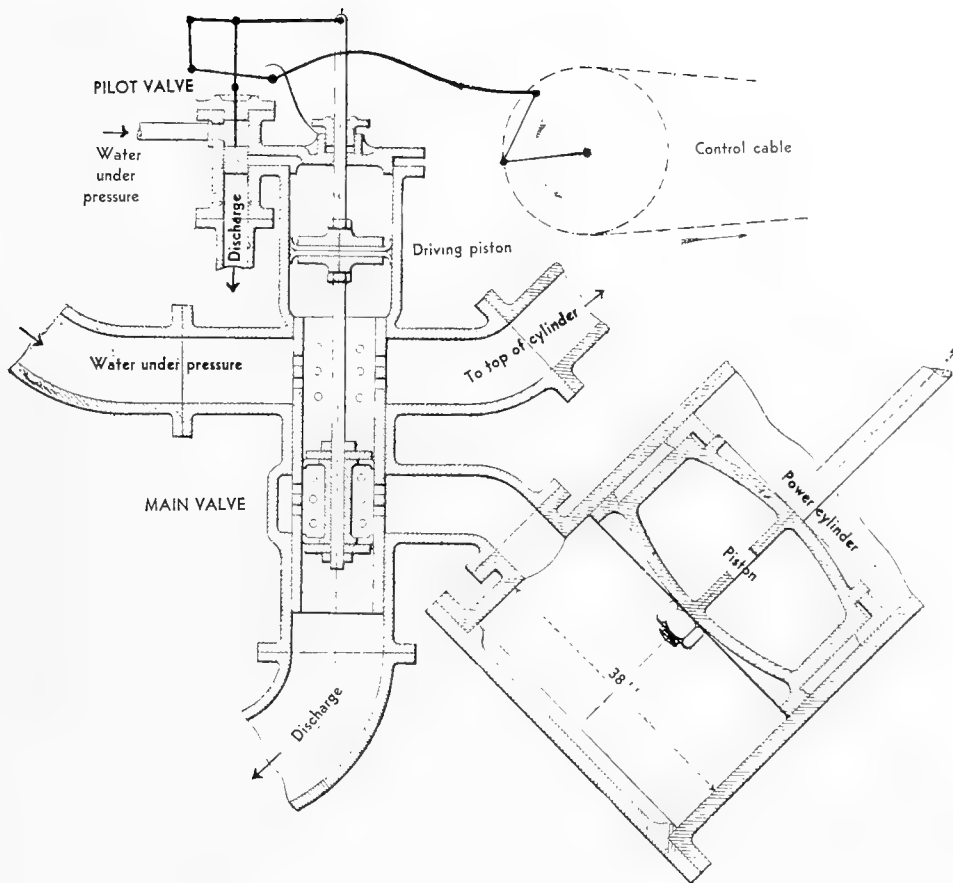 PILOT VALVE
Water
under
pressure
Discharge
Control cable
Driving piston
Water under pressure
To top of cylinder
MAIN VALVE
Power cylinder
Piston
38"
Discharge